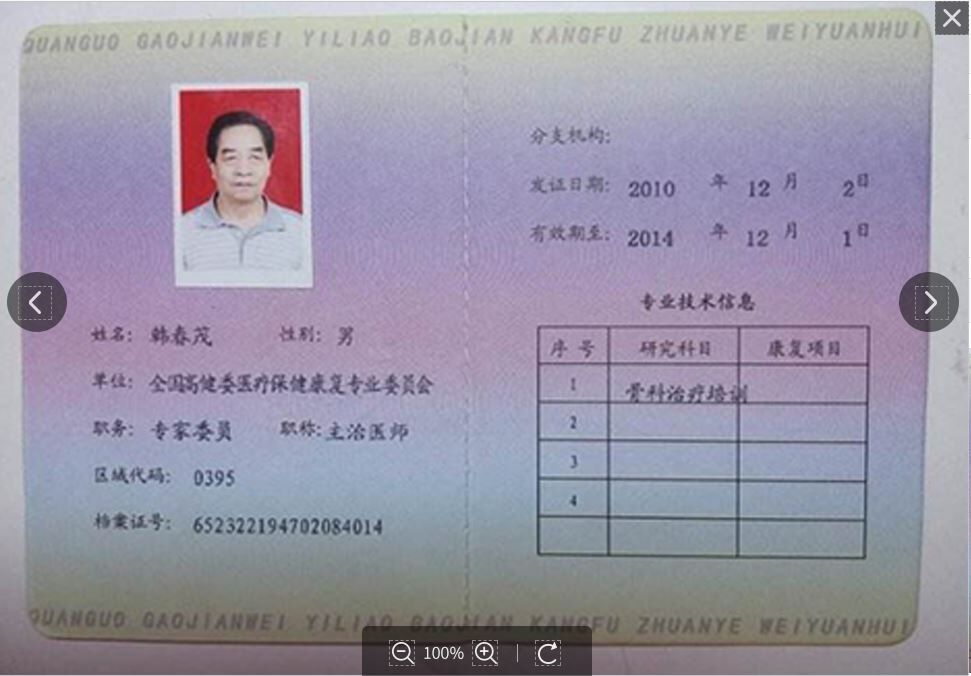 QUANGUO GAOJIANWEI YILIAO BAOJIAN KANGFU ZHUANYE WEIYUANHUI
姓名: 韩春茂 性别: 男
单位: 全国高健委医疗保健康复专业委员会
职务: 专家委员 职称: 主治医师
区域代码: 0395
档案证号: 652322194702084014
分支机构:
发证日期: 2010 年 12 月 2日
有效期至: 2014 年 12 月 1日
专业技术信息
序号 研究科目 康复项目
1 骨科治疗培训
2
3
4
QUANGUO GAOJIANWEI YILIAO BAOJIAN KANGFU ZHUANYE WEIYUANHUI
100%